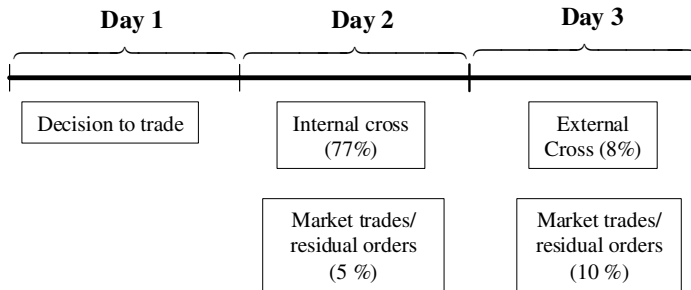 Day 1
Day 2
Day 3
Decision to trade
Internal cross
(77%)
External
Cross (8%)
Market trades/
residual orders
(5 %)
Market trades/
residual orders
(10 %)